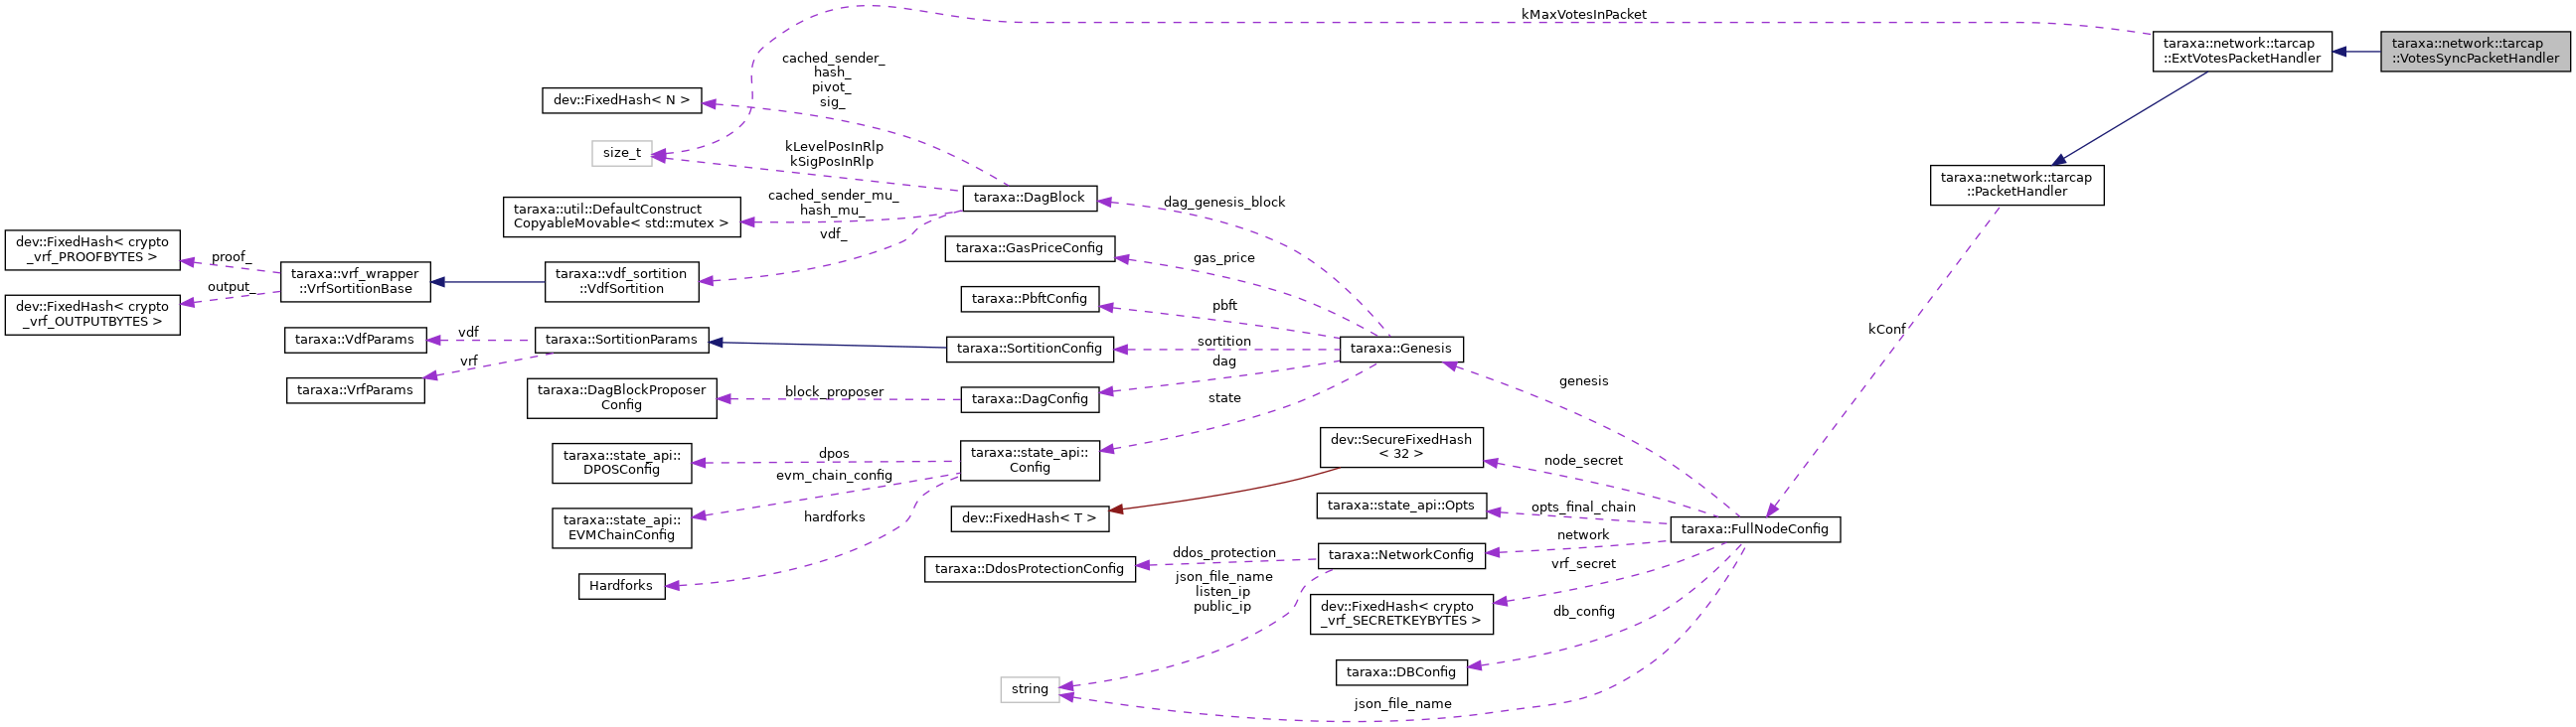 kMaxVotesInPacket
taraxa::network::tarcap
::ExtVotesPacketHandler
taraxa::network::tarcap
::VotesSyncPacketHandler
cached_sender_
hash_
pivot_
sig_
dev::FixedHash< N >
size_t
kLevelPosInRlp
kSigPosInRlp
taraxa::network::tarcap
::PacketHandler
taraxa::DagBlock
cached_sender_mu_
hash_mu_
taraxa::util::DefaultConstruct
CopyableMovable< std::mutex >
dag_genesis_block
vdf_
dev::FixedHash< crypto
_vrf_PROOFBYTES >
proof_
taraxa::GasPriceConfig
gas_price
taraxa::vrf_wrapper
::VrfSortitionBase
taraxa::vdf_sortition
::VdfSortition
output_
dev::FixedHash< crypto
_vrf_OUTPUTBYTES >
taraxa::PbftConfig
pbft
kConf
taraxa::VdfParams
vdf
taraxa::SortitionParams
taraxa::SortitionConfig
sortition
taraxa::Genesis
vrf
dag
taraxa::VrfParams
taraxa::DagBlockProposer
Config
block_proposer
taraxa::DagConfig
genesis
state
taraxa::state_api::
DPOSConfig
dpos
taraxa::state_api::
Config
dev::SecureFixedHash
< 32 >
node_secret
evm_chain_config
taraxa::state_api::
EVMChainConfig
hardforks
dev::FixedHash< T >
taraxa::state_api::Opts
opts_final_chain
taraxa::FullNodeConfig
network
taraxa::NetworkConfig
ddos_protection
taraxa::DdosProtectionConfig
vrf_secret
Hardforks
json_file_name
listen_ip
public_ip
dev::FixedHash< crypto
_vrf_SECRETKEYBYTES >
db_config
taraxa::DBConfig
string
json_file_name